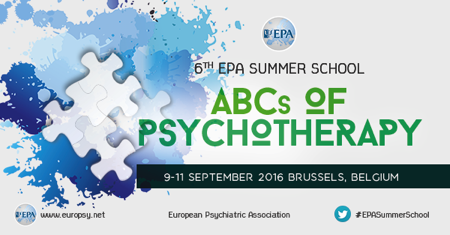 EPA
6TH EPA SUMMER SCHOOL
ABCs OF
PSYCHOTHERAPY
9-11 SEPTEMBER 2016 BRUSSELS, BELGIUM
EPA www.europsy.net European Psychiatric Association #EPASummerSchool